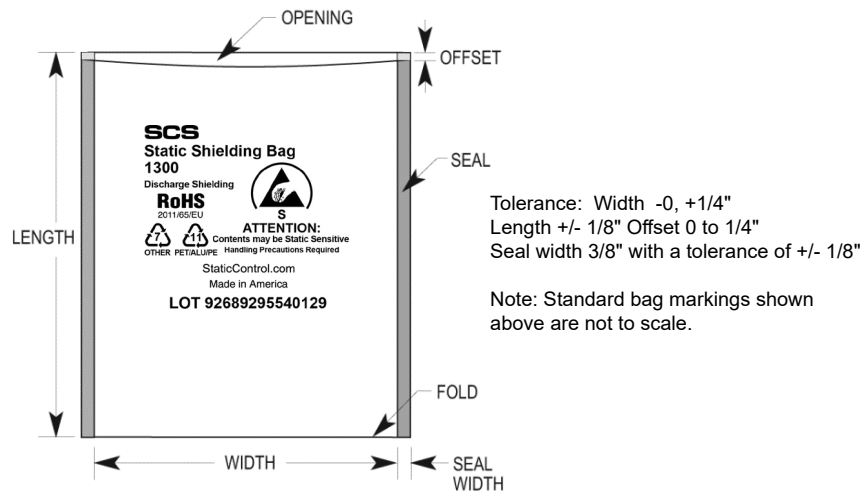 OPENING
OFFSET
SCS
Static Shielding Bag
1300
Discharge Shielding
RoHS
2011/65/EU
S
ATTENTION:
Contents may be Static Sensitive
Handling Precautions Required
7
OTHER
11
PET/ALU/PE
StaticControl.com
Made in America
LOT 92689295540129
SEAL
LENGTH
Tolerance: Width -0, +1/4"
Length +/- 1/8" Offset 0 to 1/4"
Seal width 3/8" with a tolerance of +/- 1/8"
Note: Standard bag markings shown
above are not to scale.
FOLD
WIDTH
SEAL
WIDTH